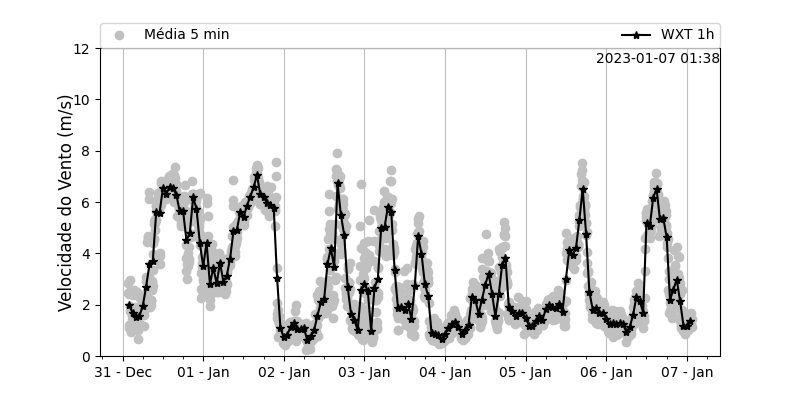 Média 5 min
WXT 1h
2023-01-07 01:38
Velocidade do Vento (m/s)
12
10
8
6
4
2
0
31 - Dec
01 - Jan
02 - Jan
03 - Jan
04 - Jan
05 - Jan
06 - Jan
07 - Jan